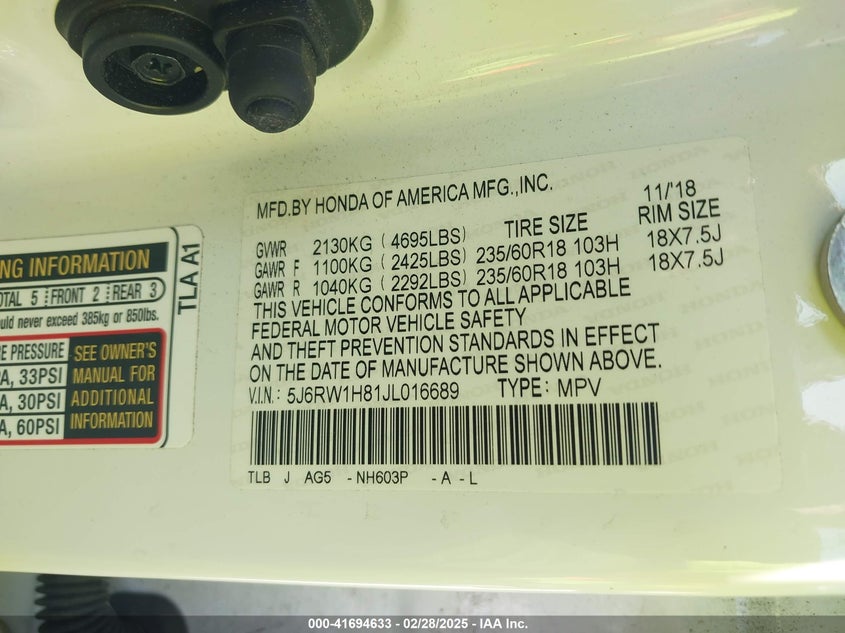 MFD.BY HONDA OF AMERICA MFG.,INC. 11/'18
TIRE SIZE RIM SIZE
GVWR 2130KG ( 4695LBS)
GAWR F 1100KG ( 2425LBS) 235/60R18 103H 18X7.5J
GAWR R 1040KG ( 2292LBS) 235/60R18 103H 18X7.5J
THIS VEHICLE CONFORMS TO ALL APPLICABLE
FEDERAL MOTOR VEHICLE SAFETY
AND THEFT PREVENTION STANDARDS IN EFFECT
ON THE DATE OF MANUFACTURE SHOWN ABOVE.
V.I.N.: 5J6RW1H81JL016689 TYPE: MPV
TLB J AG5 -NH603P -A -L
INFORMATION
TOTAL 5 FRONT 2 REAR 3
never exceed 385kg or 850lbs.
PRESSURE SEE OWNER'S
33PSI MANUAL FOR
30PSI ADDITIONAL
60PSI INFORMATION
TLA A1
000-41694633 / 02/28/2025 - IAA Inc.